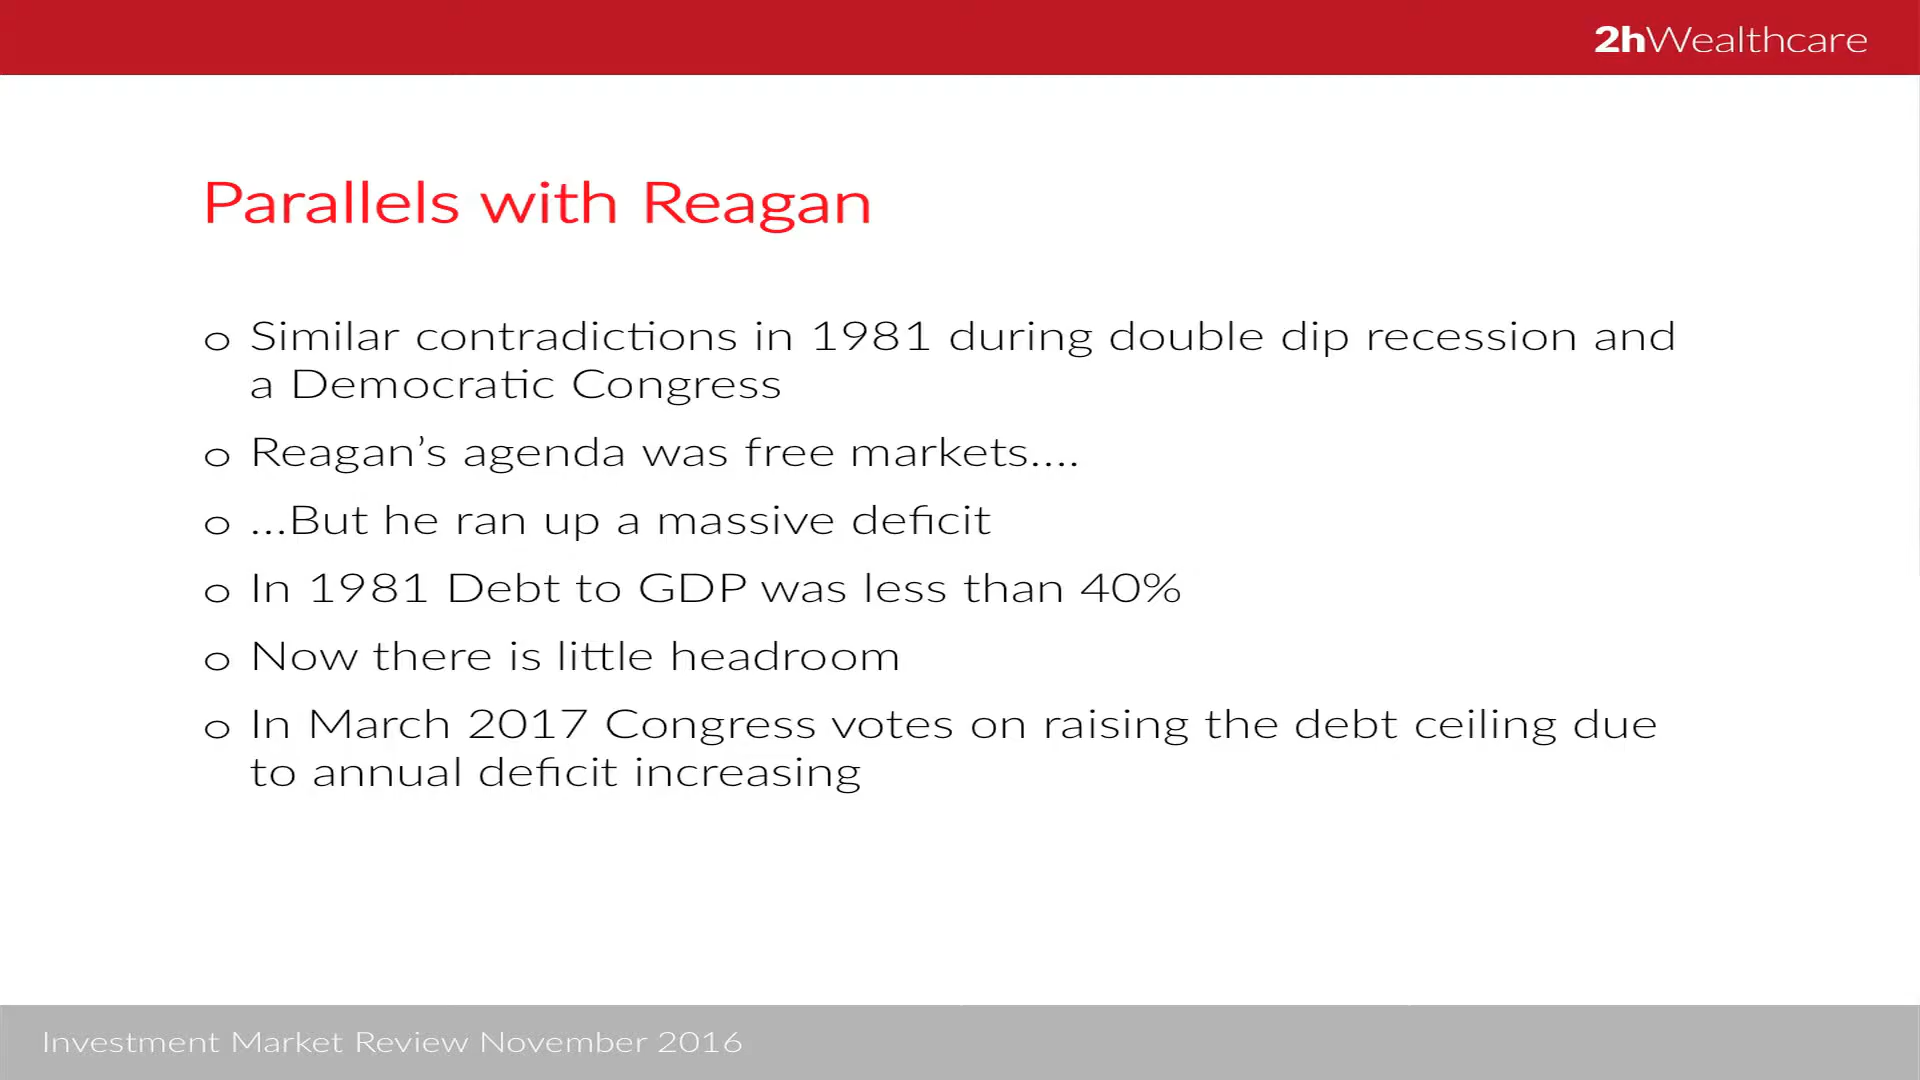 2hWealthcare
Parallels with Reagan
o Similar contradictions in 1981 during double dip recession and
a Democratic Congress
o Reagan’s agenda was free markets....
o ...But he ran up a massive deficit
o In 1981 Debt to GDP was less than 40%
o Now there is little headroom
o In March 2017 Congress votes on raising the debt ceiling due
to annual deficit increasing
Investment Market Review November 2016